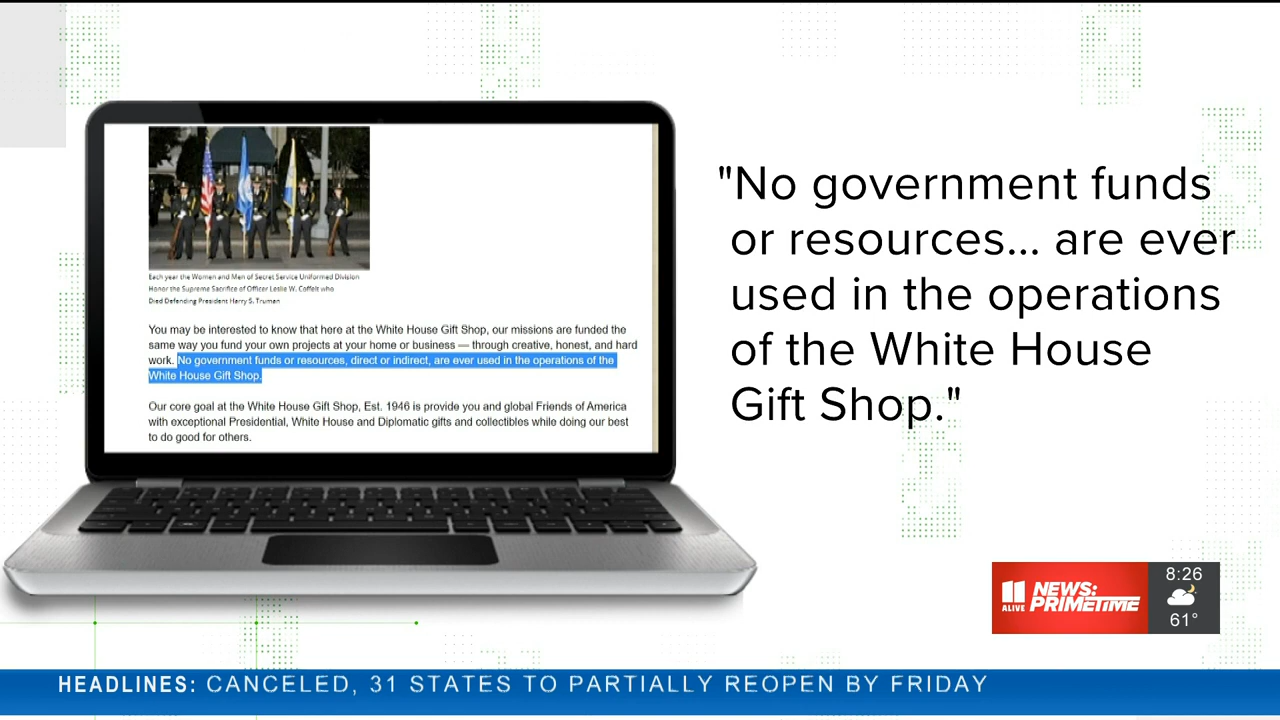 Each year the Women and Men of Secret Service Uniformed Division
Honor the Supreme Sacrifice of Officer Leslie W. Coffelt who
Died Defending President Harry S. Truman
You may be interested to know that here at the White House Gift Shop, our missions are funded the
same way you fund your own projects at your home or business — through creative, honest, and hard
work. No government funds or resources, direct or indirect, are ever used in the operations of the
White House Gift Shop.
Our core goal at the White House Gift Shop, Est. 1946 is provide you and global Friends of America
with exceptional Presidential, White House and Diplomatic gifts and collectibles while doing our best
to do good for others.
"No government funds
or resources... are ever
used in the operations
of the White House
Gift Shop."
11 ALIVE
NEWS:
PRIMETIME
8:26
61°
HEADLINES: CANCELED, 31 STATES TO PARTIALLY REOPEN BY FRIDAY